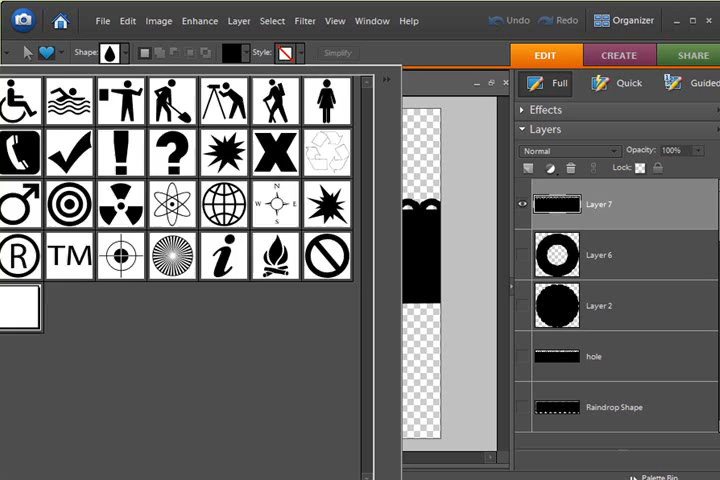 File Edit Image Enhance Layer Select Filter View Window Help Undo Redo Organizer
Shape: Style: Simplify
EDIT CREATE SHARE
Full Quick Guided
Effects
Layers
Normal Opacity: 100%
Lock:
Layer 7
Layer 6
Layer 2
hole
Raindrop Shape
N
R TM i
Palette Bin